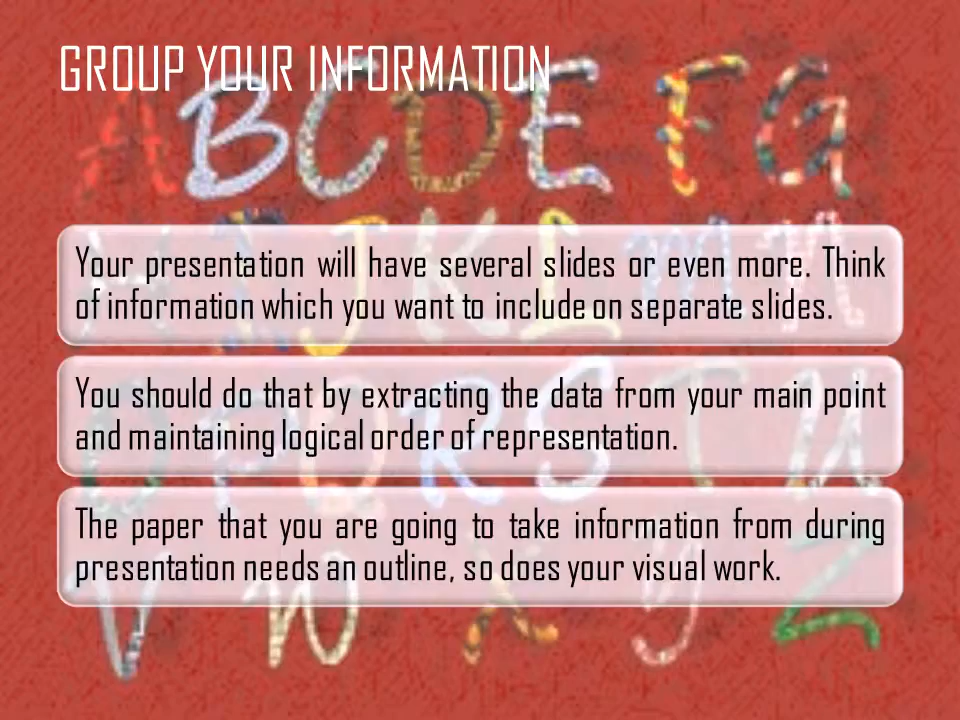 GROUP YOUR INFORMATION
A B C D E F G
Your presentation will have several slides or even more. Think
of information which you want to include on separate slides.
You should do that by extracting the data from your main point
and maintaining logical order of representation.
The paper that you are going to take information from during
presentation needs an outline, so does your visual work.
V W X Y Z